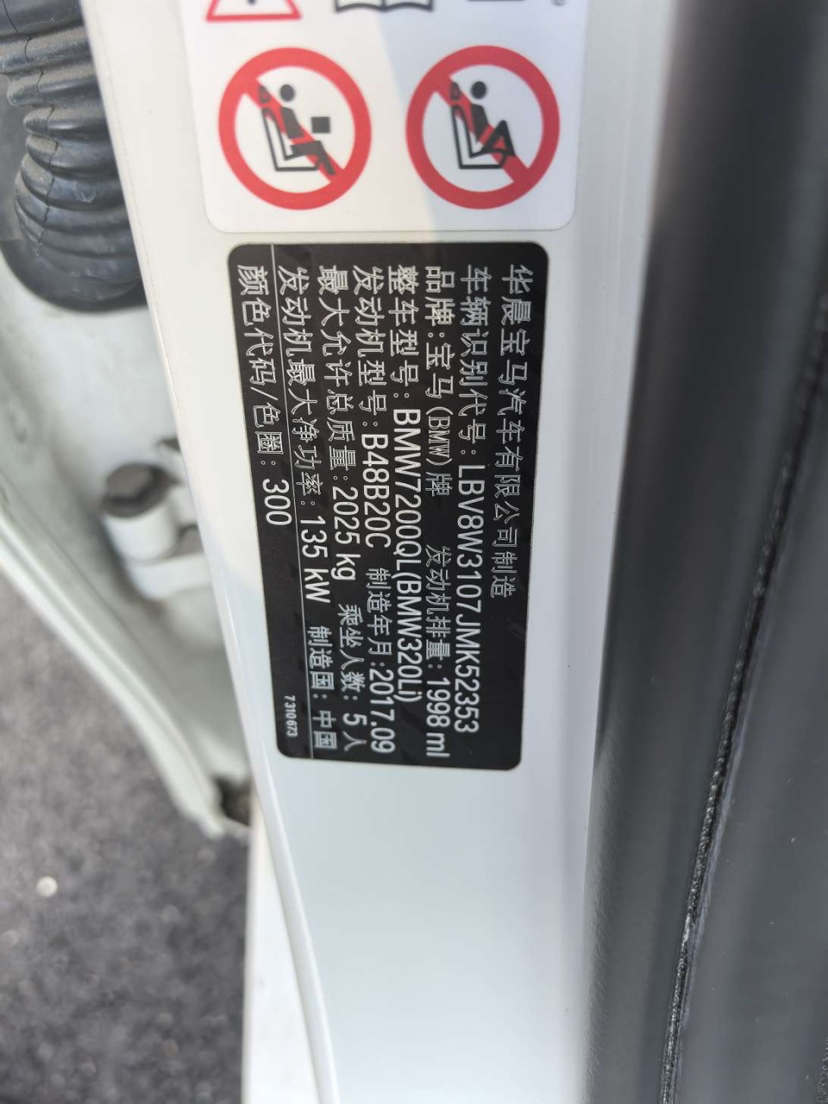 华晨宝马汽车有限公司制造
车辆识别代号: LBV8W3107JMK52353
品牌:宝马(BMW)牌 发动机排量: 1998 ml
整车型号: BMW7200QL(BMW320Li)
发动机型号: B48B20C 制造年月:2017.09
最大允许总质量: 2025 kg 乘坐人数: 5人
发动机最大净功率: 135 kW 制造国: 中国
颜色代码/色圈: 300
7310673